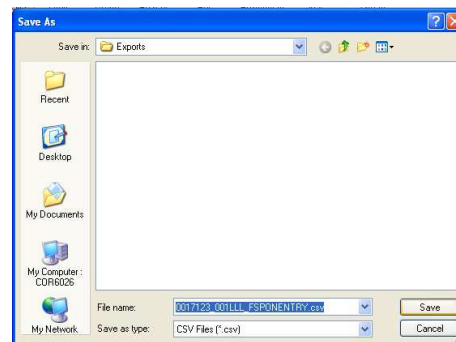 Save As
Save in: Exports
Recent
Desktop
My Documents
My Computer :
COR6026
My Network
File name: 0017123_001LLL_FSPONENTRY.csv
Save
Save as type: CSV Files (*.csv)
Cancel